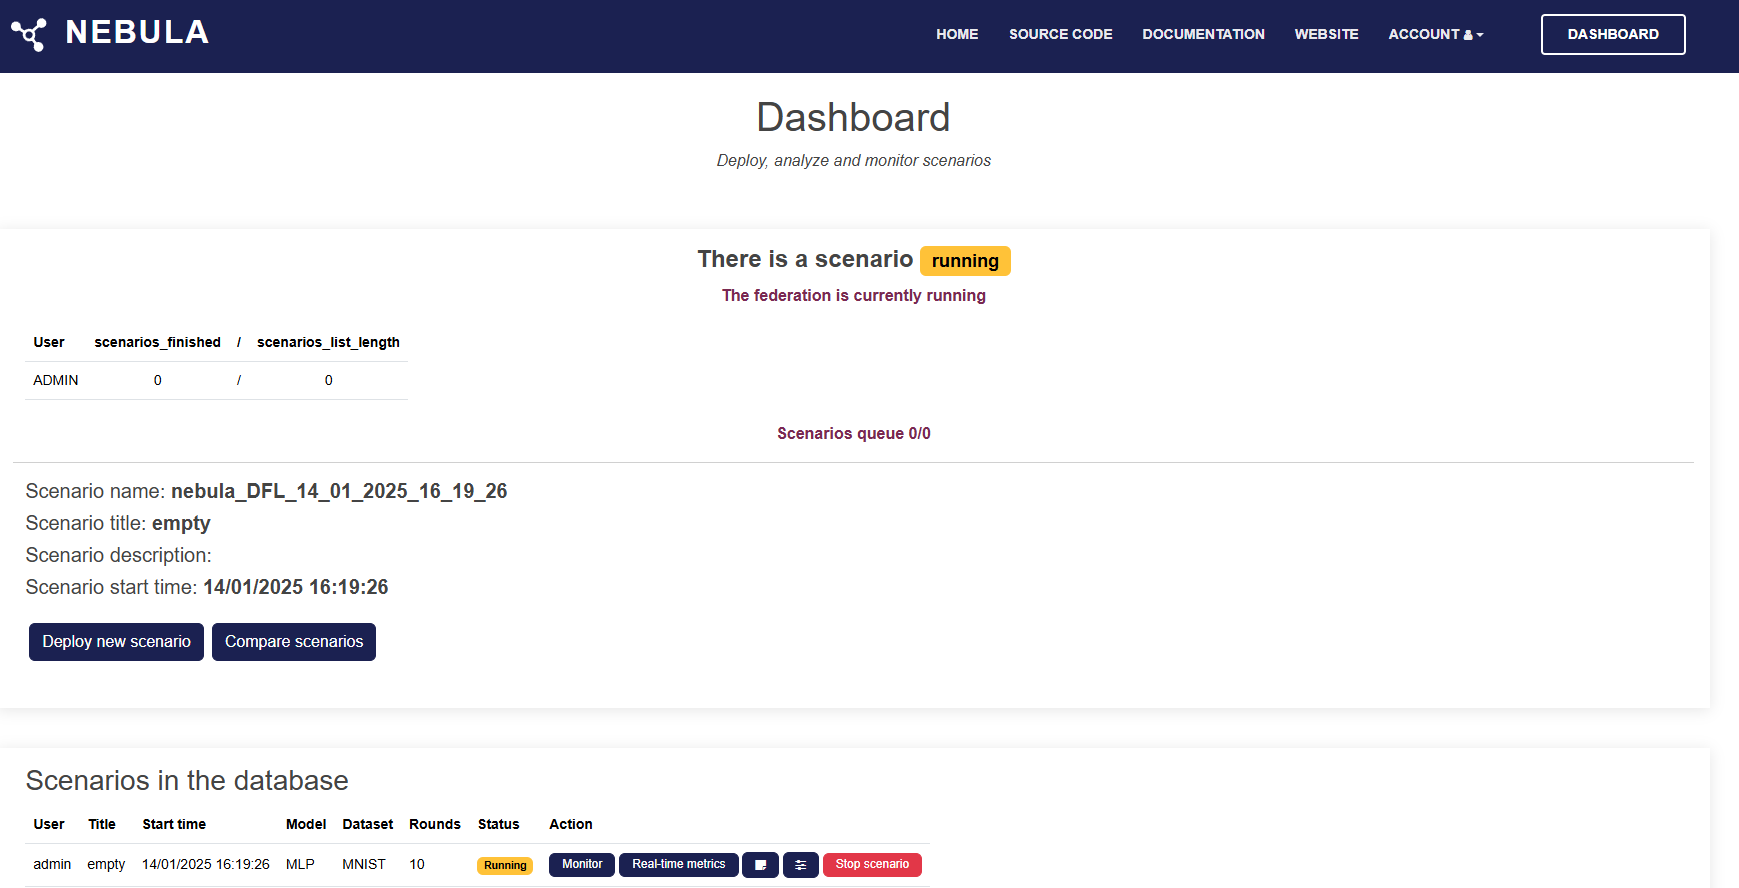 NEBULA HOME SOURCE CODE DOCUMENTATION WEBSITE ACCOUNT DASHBOARD
Dashboard
Deploy, analyze and monitor scenarios
There is a scenario running
The federation is currently running
User scenarios_finished / scenarios_list_length
ADMIN 0 / 0
Scenarios queue 0/0
Scenario name: nebula_DFL_14_01_2025_16_19_26
Scenario title: empty
Scenario description:
Scenario start time: 14/01/2025 16:19:26
Deploy new scenario Compare scenarios
Scenarios in the database
User Title Start time Model Dataset Rounds Status Action
admin empty 14/01/2025 16:19:26 MLP MNIST 10 Running Monitor Real-time metrics Stop scenario